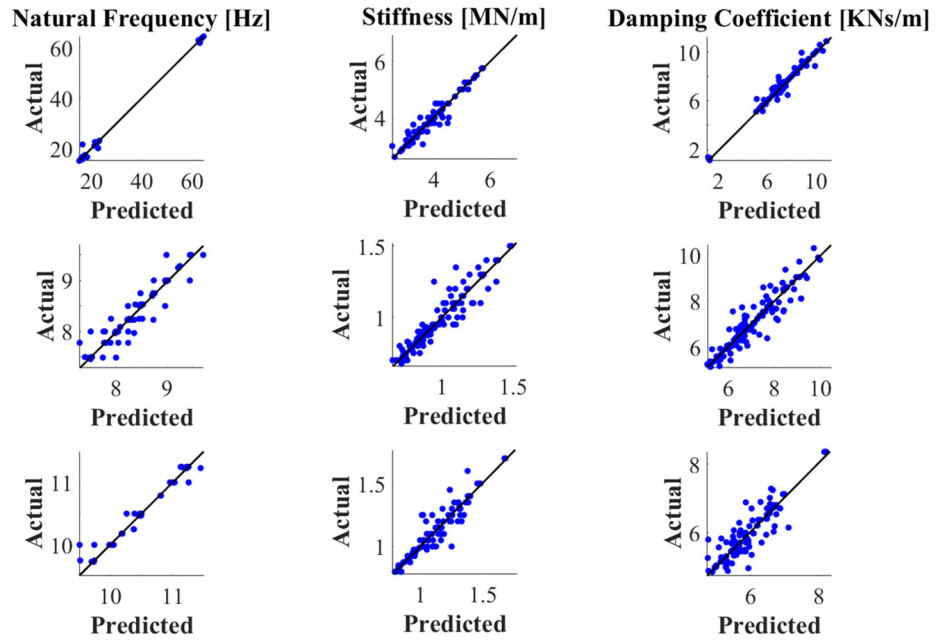 Natural Frequency [Hz] Stiffness [MN/m] Damping Coefficient [KNs/m]
60
40
20
Actual
20 40 60
Predicted
6
4
Actual
4 6
Predicted
10
6
2
Actual
2 6 10
Predicted
9
8
Actual
8 9
Predicted
1.5
1
Actual
1 1.5
Predicted
10
8
6
Actual
6 8 10
Predicted
11
10
Actual
10 11
Predicted
1.5
1
Actual
1 1.5
Predicted
8
6
Actual
6 8
Predicted